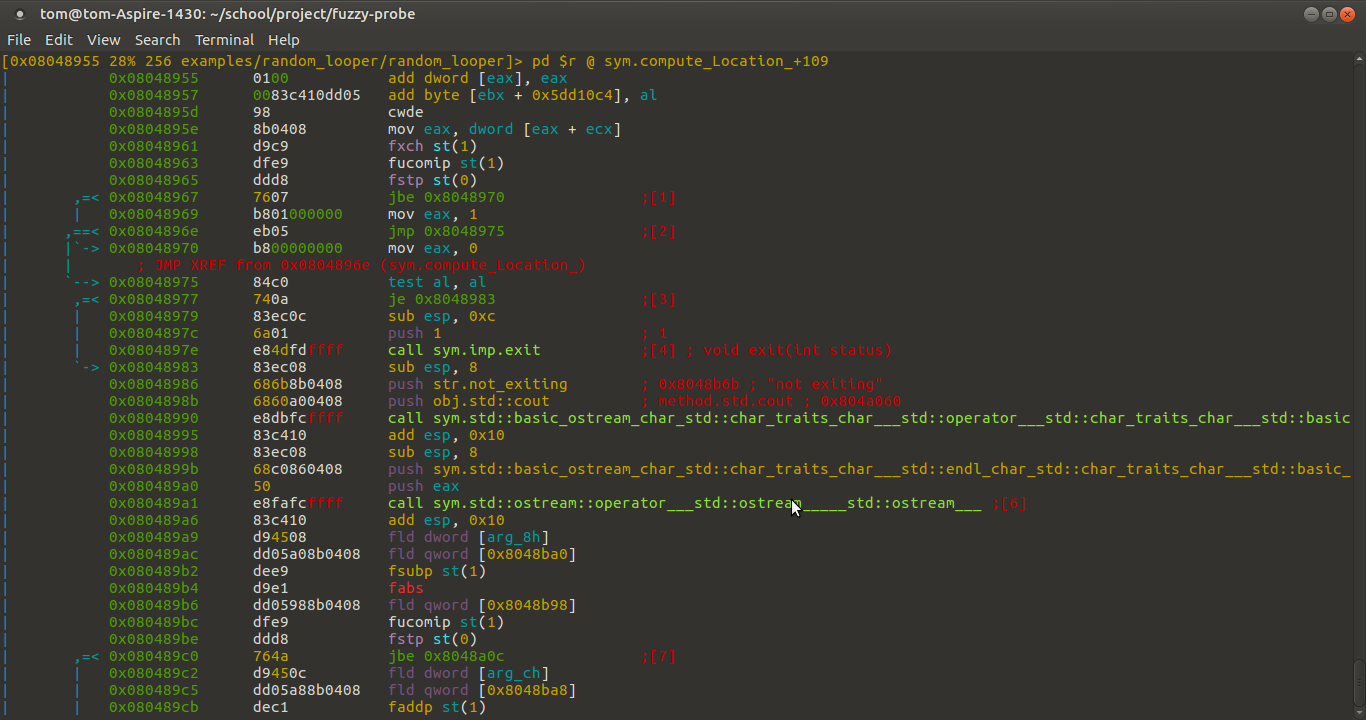 tom@tom-Aspire-1430: ~/school/project/fuzzy-probe
File Edit View Search Terminal Help
[0x08048955 28% 256 examples/random_looper/random_looper]> pd $r @ sym.compute_Location_+109
| 0x08048955 0100 add dword [eax], eax
| 0x08048957 0083c410dd05 add byte [ebx + 0x5dd10c4], al
| 0x0804895d 98 cwde
| 0x0804895e 8b0408 mov eax, dword [eax + ecx]
| 0x08048961 d9c9 fxch st(1)
| 0x08048963 dfe9 fucomip st(1)
| 0x08048965 ddd8 fstp st(0)
| ,=< 0x08048967 7607 jbe 0x8048970 ;[1]
| | 0x08048969 b801000000 mov eax, 1
| ,==< 0x0804896e eb05 jmp 0x8048975 ;[2]
| |`-> 0x08048970 b800000000 mov eax, 0
| | ; JMP XREF from 0x0804896e (sym.compute_Location_)
| `--> 0x08048975 84c0 test al, al
| ,=< 0x08048977 740a je 0x8048983 ;[3]
| | 0x08048979 83ec0c sub esp, 0xc
| | 0x0804897c 6a01 push 1 ; 1
| | 0x0804897e e84dfdffff call sym.imp.exit ;[4] ; void exit(int status)
| `-> 0x08048983 83ec08 sub esp, 8
| 0x08048986 686b8b0408 push str.not_exiting ; 0x8048b6b ; "not exiting"
| 0x0804898b 6860a00408 push obj.std::cout ; method.std.cout ; 0x804a060
| 0x08048990 e8dbfcffff call sym.std::basic_ostream_char_std::char_traits_char___std::operator___std::char_traits_char___std::basic
| 0x08048995 83c410 add esp, 0x10
| 0x08048998 83ec08 sub esp, 8
| 0x0804899b 68c0860408 push sym.std::basic_ostream_char_std::char_traits_char___std::endl_char_std::char_traits_char___std::basic_
| 0x080489a0 50 push eax
| 0x080489a1 e8fafcffff call sym.std::ostream::operator___std::ostream_____std::ostream___ ;[6]
| 0x080489a6 83c410 add esp, 0x10
| 0x080489a9 d94508 fld dword [arg_8h]
| 0x080489ac dd05a08b0408 fld qword [0x8048ba0]
| 0x080489b2 dee9 fsubp st(1)
| 0x080489b4 d9e1 fabs
| 0x080489b6 dd05988b0408 fld qword [0x8048b98]
| 0x080489bc dfe9 fucomip st(1)
| 0x080489be ddd8 fstp st(0)
| ,=< 0x080489c0 764a jbe 0x8048a0c ;[7]
| | 0x080489c2 d9450c fld dword [arg_ch]
| | 0x080489c5 dd05a88b0408 fld qword [0x8048ba8]
| | 0x080489cb dec1 faddp st(1)